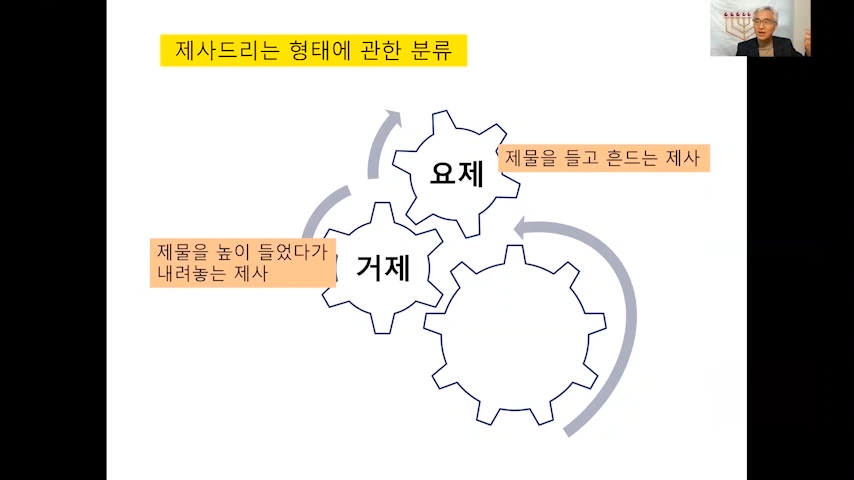 제사드리는 형태에 관한 분류
요제
제물을 들고 흔드는 제사
제물을 높이 들었다가
내려놓는 제사
거제